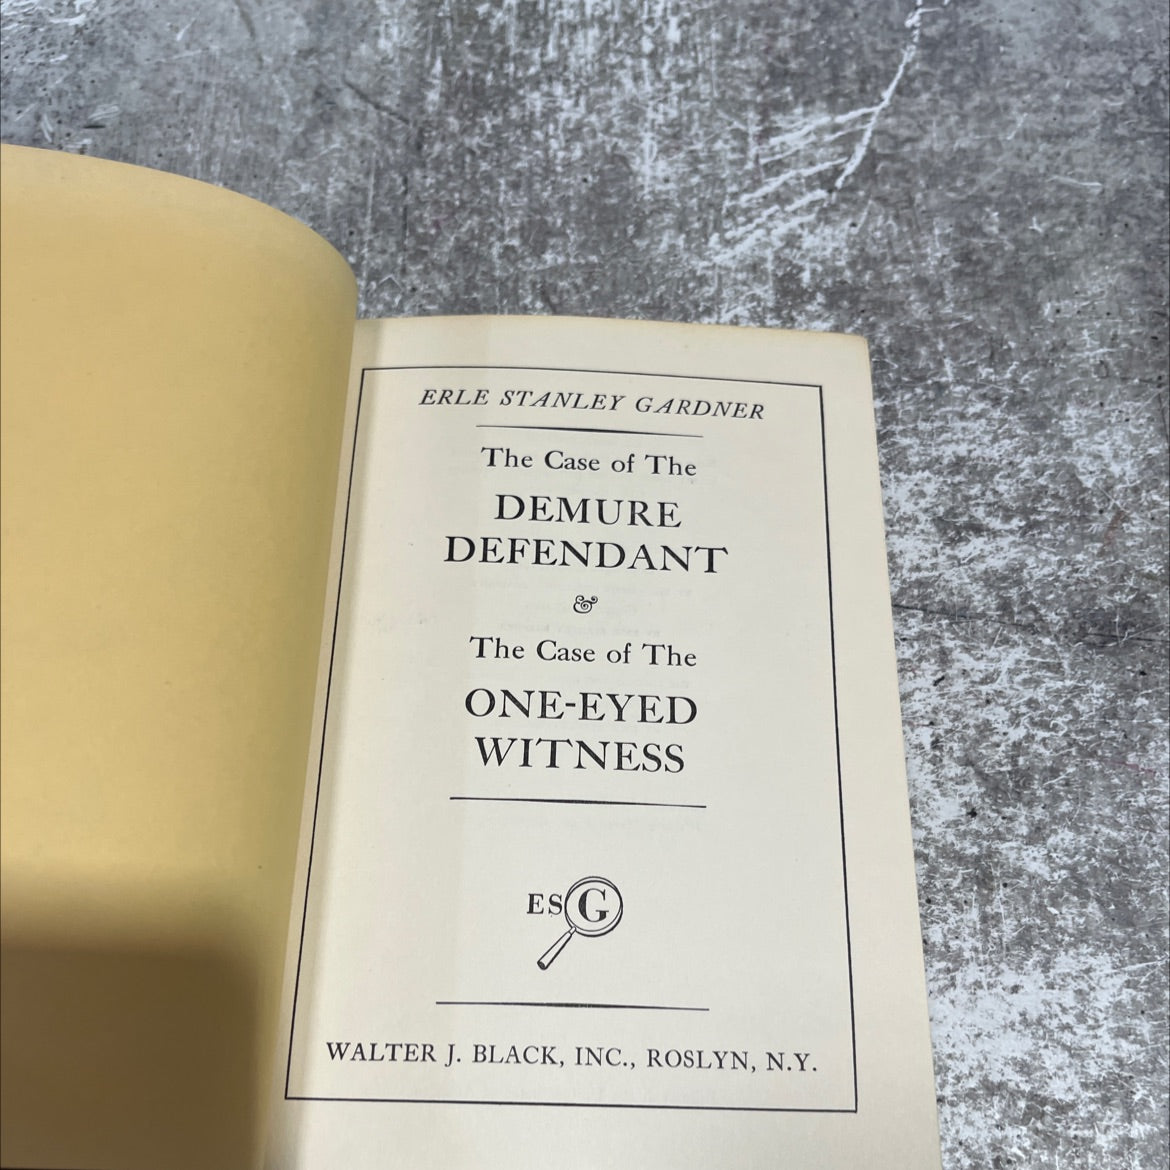 ERLE STANLEY GARDNER
The Case of The
DEMURE
DEFENDANT
&
The Case of The
ONE-EYED
WITNESS
ESG
WALTER J. BLACK, INC., ROSLYN, N.Y.